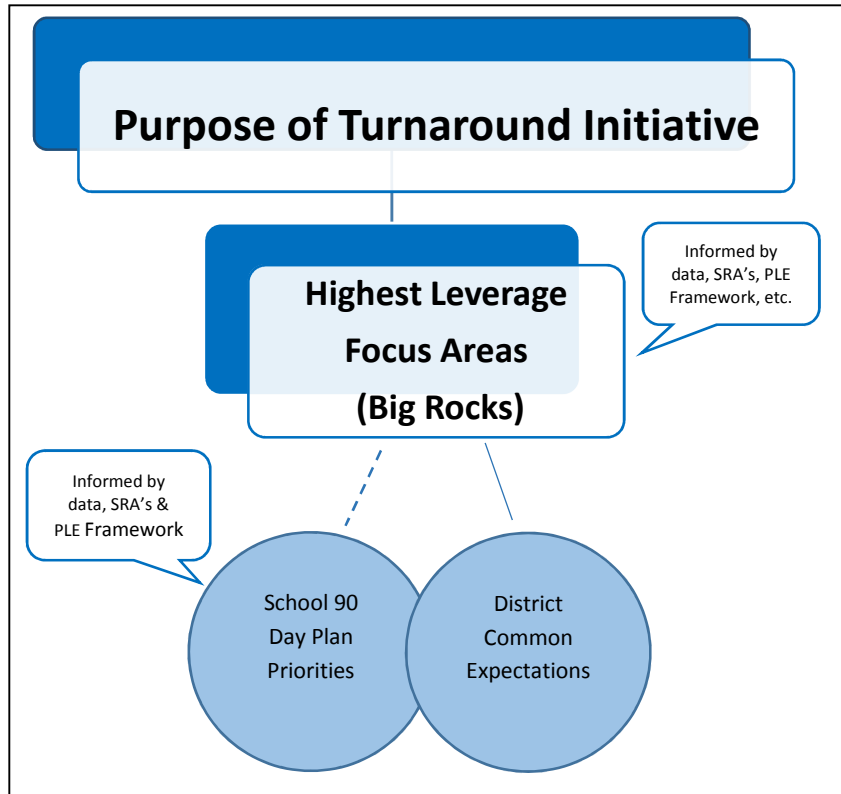 Purpose of Turnaround Initiative
Highest Leverage
Focus Areas
(Big Rocks)
Informed by
data, SRA's, PLE
Framework, etc.
Informed by
data, SRA's &
PLE Framework
School 90
Day Plan
Priorities
District
Common
Expectations